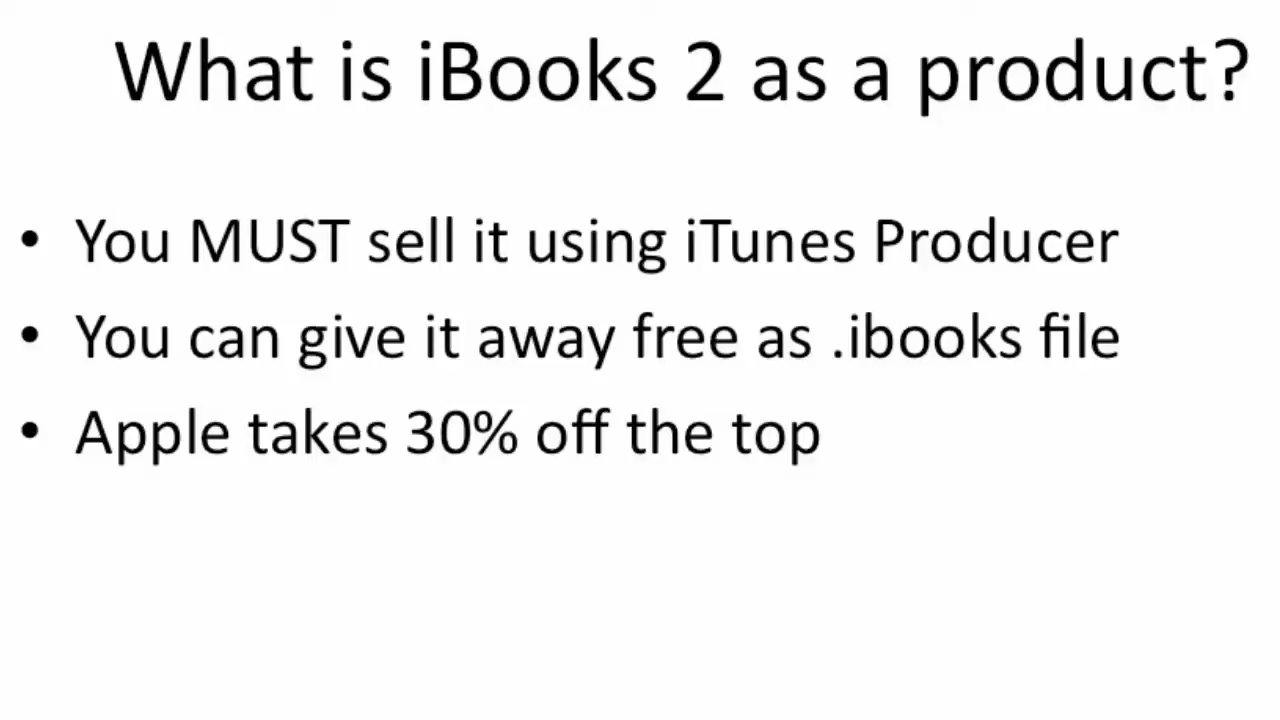 What is iBooks 2 as a product?
• You MUST sell it using iTunes Producer
• You can give it away free as .ibooks file
• Apple takes 30% off the top